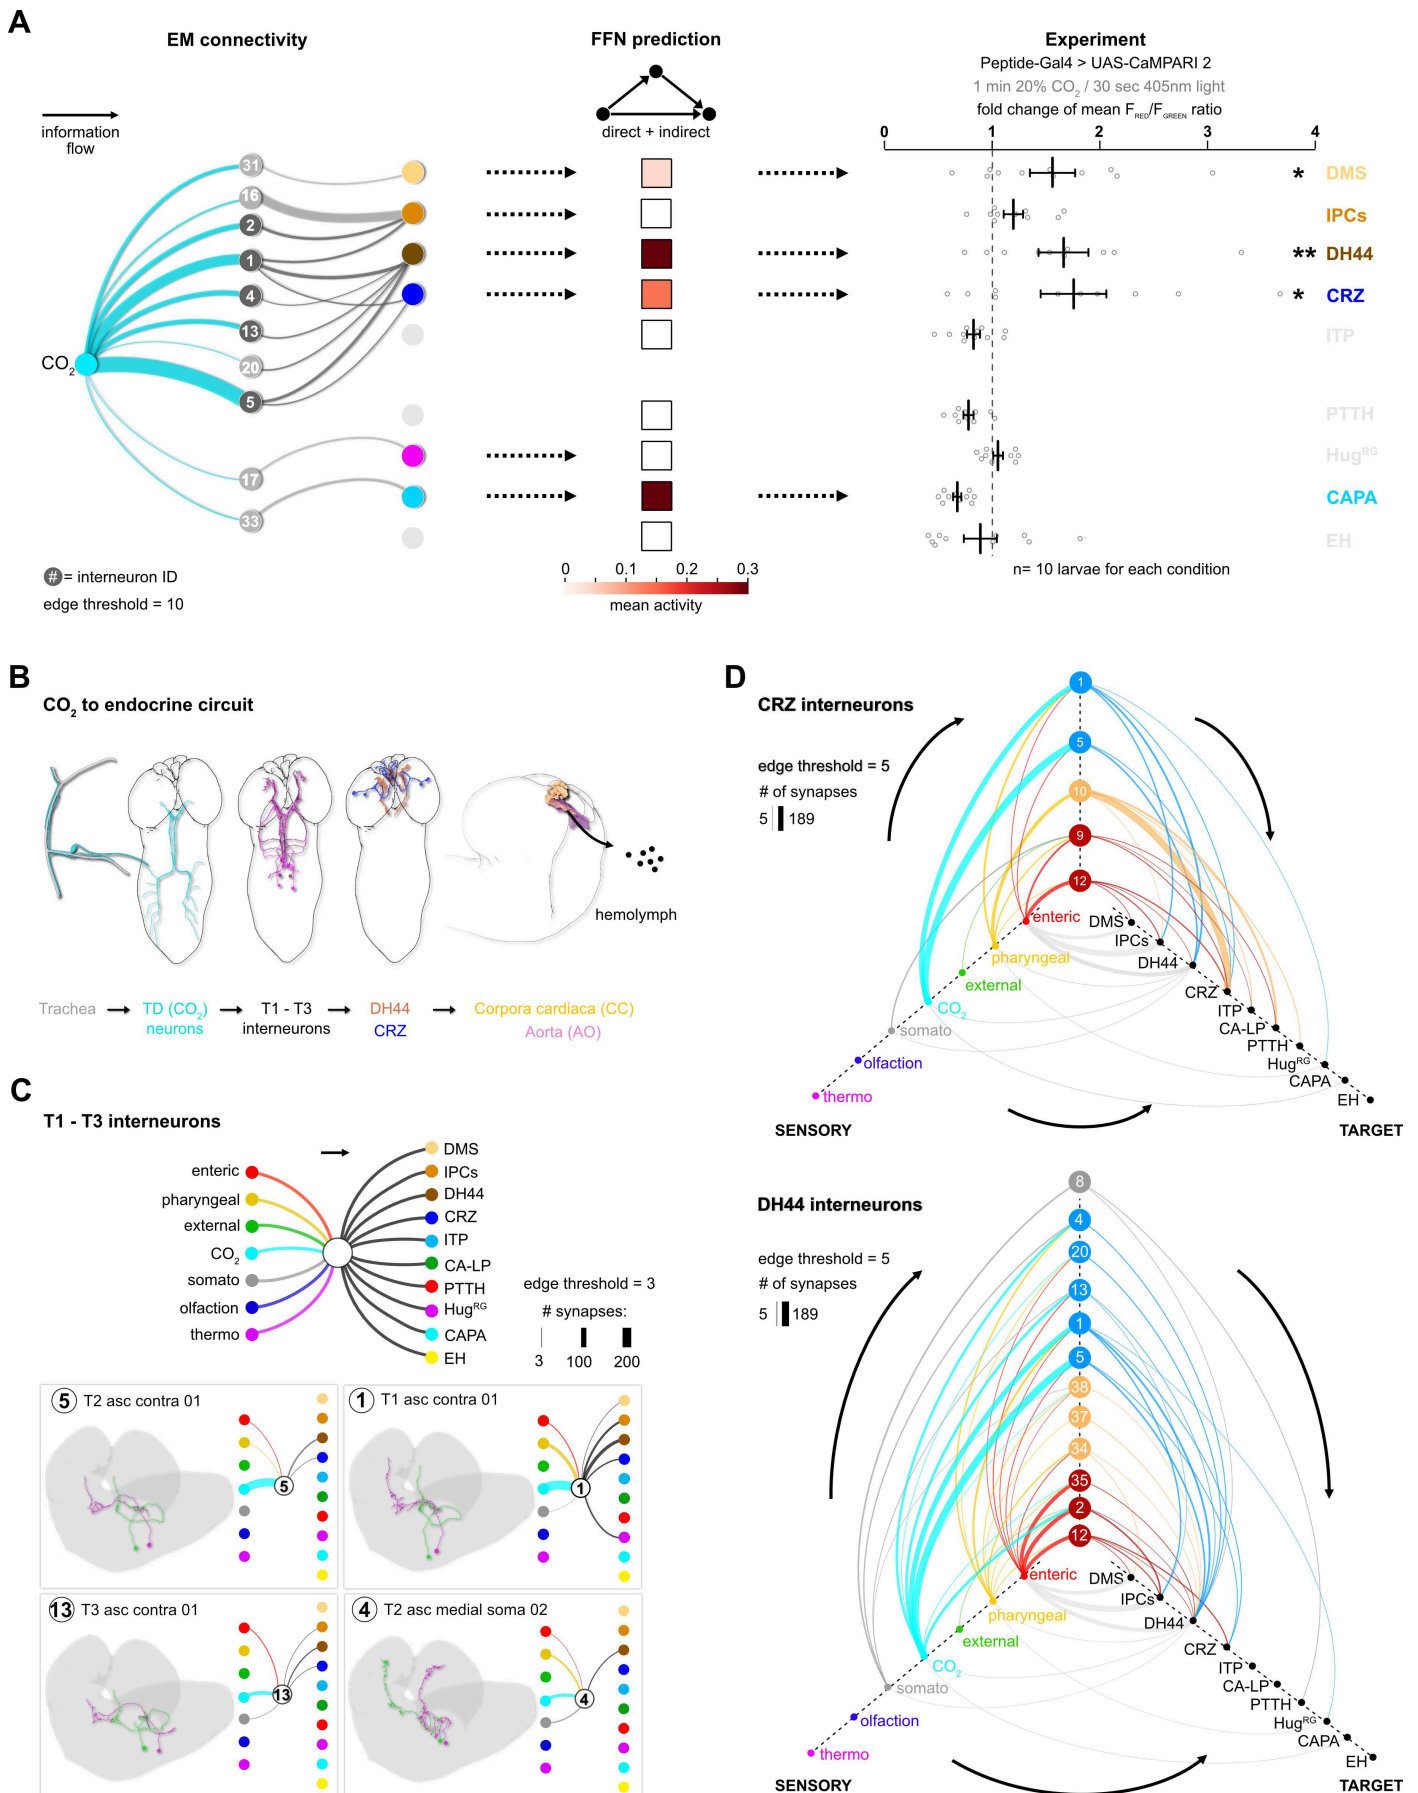 A
EM connectivity
FFN prediction
Experiment
Peptide-Gal4 > UAS-CaMPARI 2
1 min 20% CO2 / 30 sec 405nm light
fold change of mean FRED/FGREEN ratio
information
flow
direct + indirect
0 1 2 3 4
31
16
2
1
4
13
20
5
17
33
CO2
* DMS
IPCs
** DH44
* CRZ
ITP
PTTH
HugRG
CAPA
EH
# = interneuron ID
edge threshold = 10
0 0.1 0.2 0.3
mean activity
n= 10 larvae for each condition
B
CO2 to endocrine circuit
hemolymph
Trachea
TD (CO2)
neurons
T1 - T3
interneurons
DH44
CRZ
Corpora cardiaca (CC)
Aorta (AO)
C
T1 - T3 interneurons
enteric
pharyngeal
external
CO2
somato
olfaction
thermo
DMS
IPCs
DH44
CRZ
ITP
CA-LP
PTTH
HugRG
CAPA
EH
edge threshold = 3
# synapses:
3 100 200
5 T2 asc contra 01
5
1 T1 asc contra 01
1
13 T3 asc contra 01
13
4 T2 asc medial soma 02
4
D
CRZ interneurons
edge threshold = 5
# of synapses
5 189
1
5
10
9
12
enteric
pharyngeal
external
CO2
somato
olfaction
thermo
DMS
IPCs
DH44
CRZ
ITP
CA-LP
PTTH
HugRG
CAPA
EH
SENSORY
TARGET
DH44 interneurons
edge threshold = 5
# of synapses
5 189
8
4
20
13
1
5
38
37
34
35
2
12
enteric
pharyngeal
external
CO2
somato
olfaction
thermo
DMS
IPCs
DH44
CRZ
ITP
CA-LP
PTTH
HugRG
CAPA
EH
SENSORY
TARGET